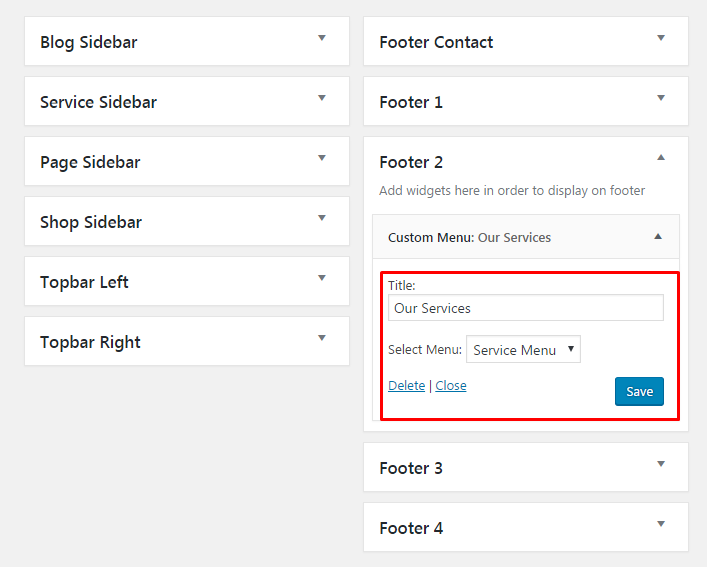 Blog Sidebar
Service Sidebar
Page Sidebar
Shop Sidebar
Topbar Left
Topbar Right
Footer Contact
Footer 1
Footer 2
Add widgets here in order to display on footer
Custom Menu: Our Services
Title:
Our Services
Select Menu: Service Menu
Delete | Close Save
Footer 3
Footer 4